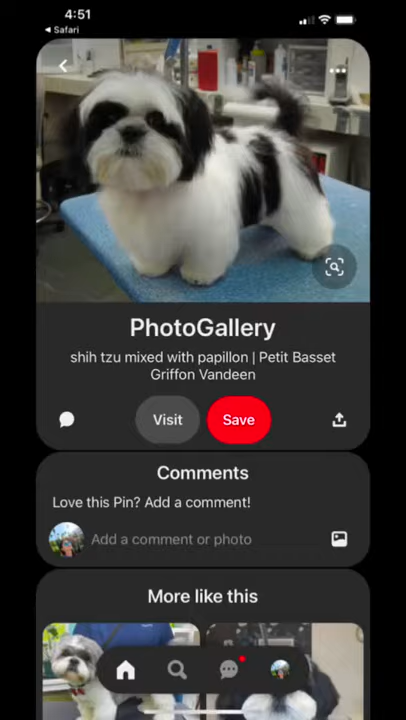 4:51
◀ Safari
PhotoGallery
shih tzu mixed with papillon | Petit Basset
Griffon Vandeen
Visit
Save
Comments
Love this Pin? Add a comment!
Add a comment or photo
More like this